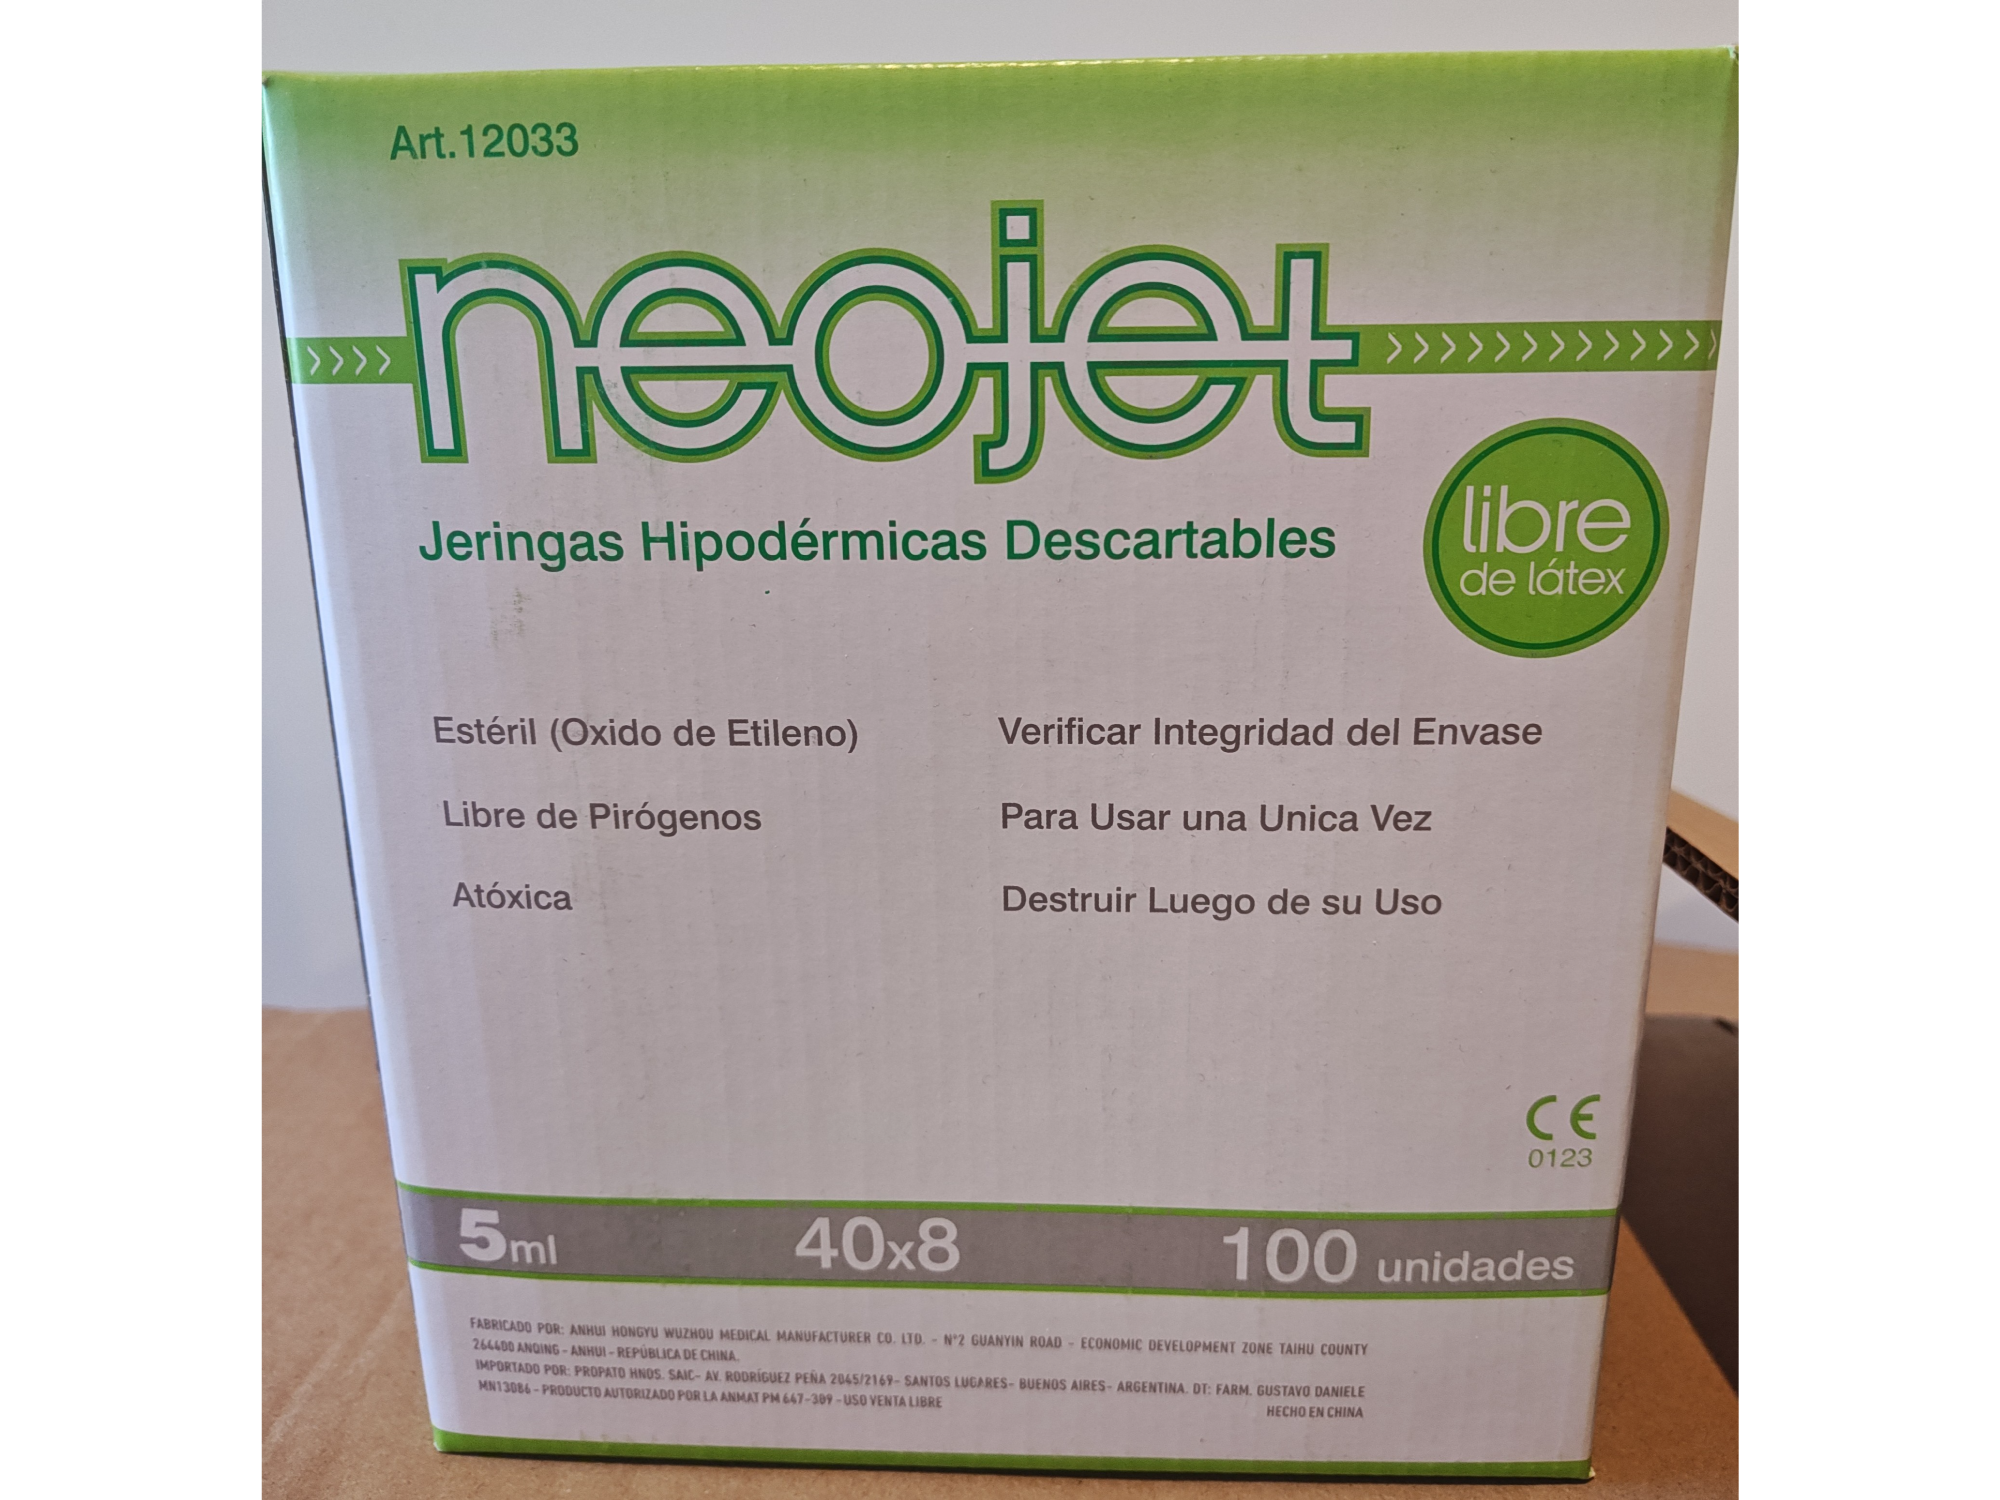 Art.12033
neojet
Jeringas Hipodérmicas Descartables
libre
de látex
Estéril (Oxido de Etileno)
Verificar Integridad del Envase
Libre de Pirógenos
Para Usar una Unica Vez
Atóxica
Destruir Luego de su Uso
CE
0123
5ml 40x8 100 unidades
FABRICADO POR: ANHUI HONGYU WUZHOU MEDICAL MANUFACTURER CO. LTD. - N°2 GUANYIN ROAD - ECONOMIC DEVELOPMENT ZONE TAIHU COUNTY
264400 ANQING - ANHUI - REPÚBLICA DE CHINA.
IMPORTADO POR: PROPATO HNOS. SAIC- AV. RODRÍGUEZ PEÑA 2045/2169- SANTOS LUGARES- BUENOS AIRES- ARGENTINA. DT: FARM. GUSTAVO DANIELE
MN13086 - PRODUCTO AUTORIZADO POR LA ANMAT PM 647-309 - USO VENTA LIBRE
HECHO EN CHINA